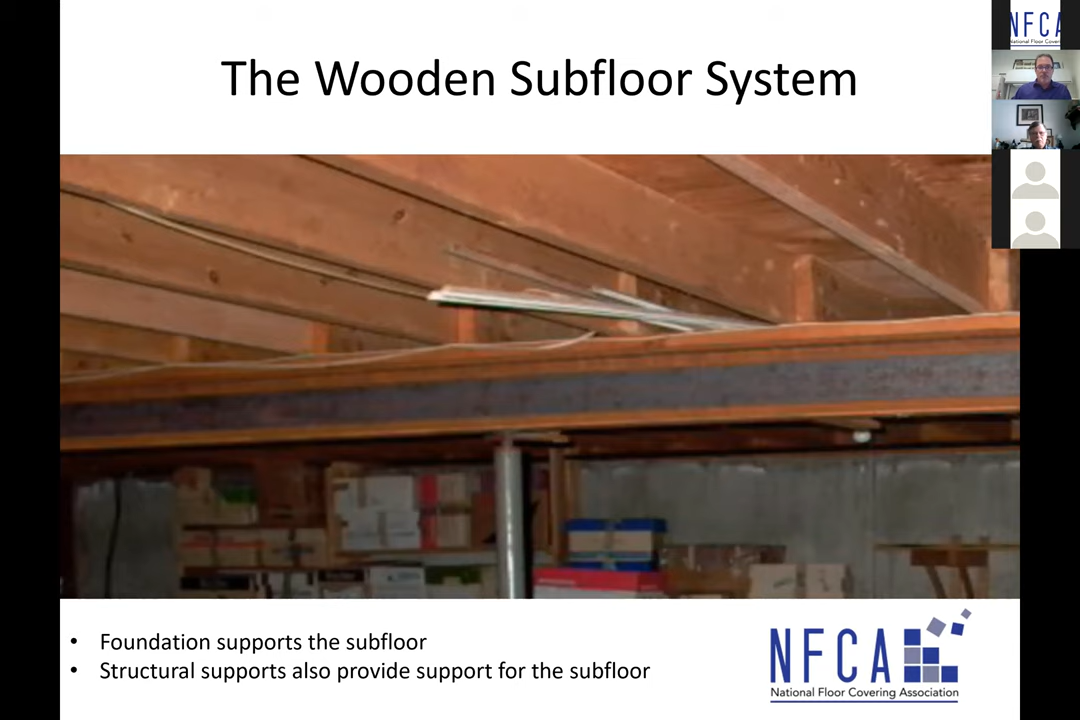 The Wooden Subfloor System
NFCA
• Foundation supports the subfloor
• Structural supports also provide support for the subfloor
NFCA
National Floor Covering Association